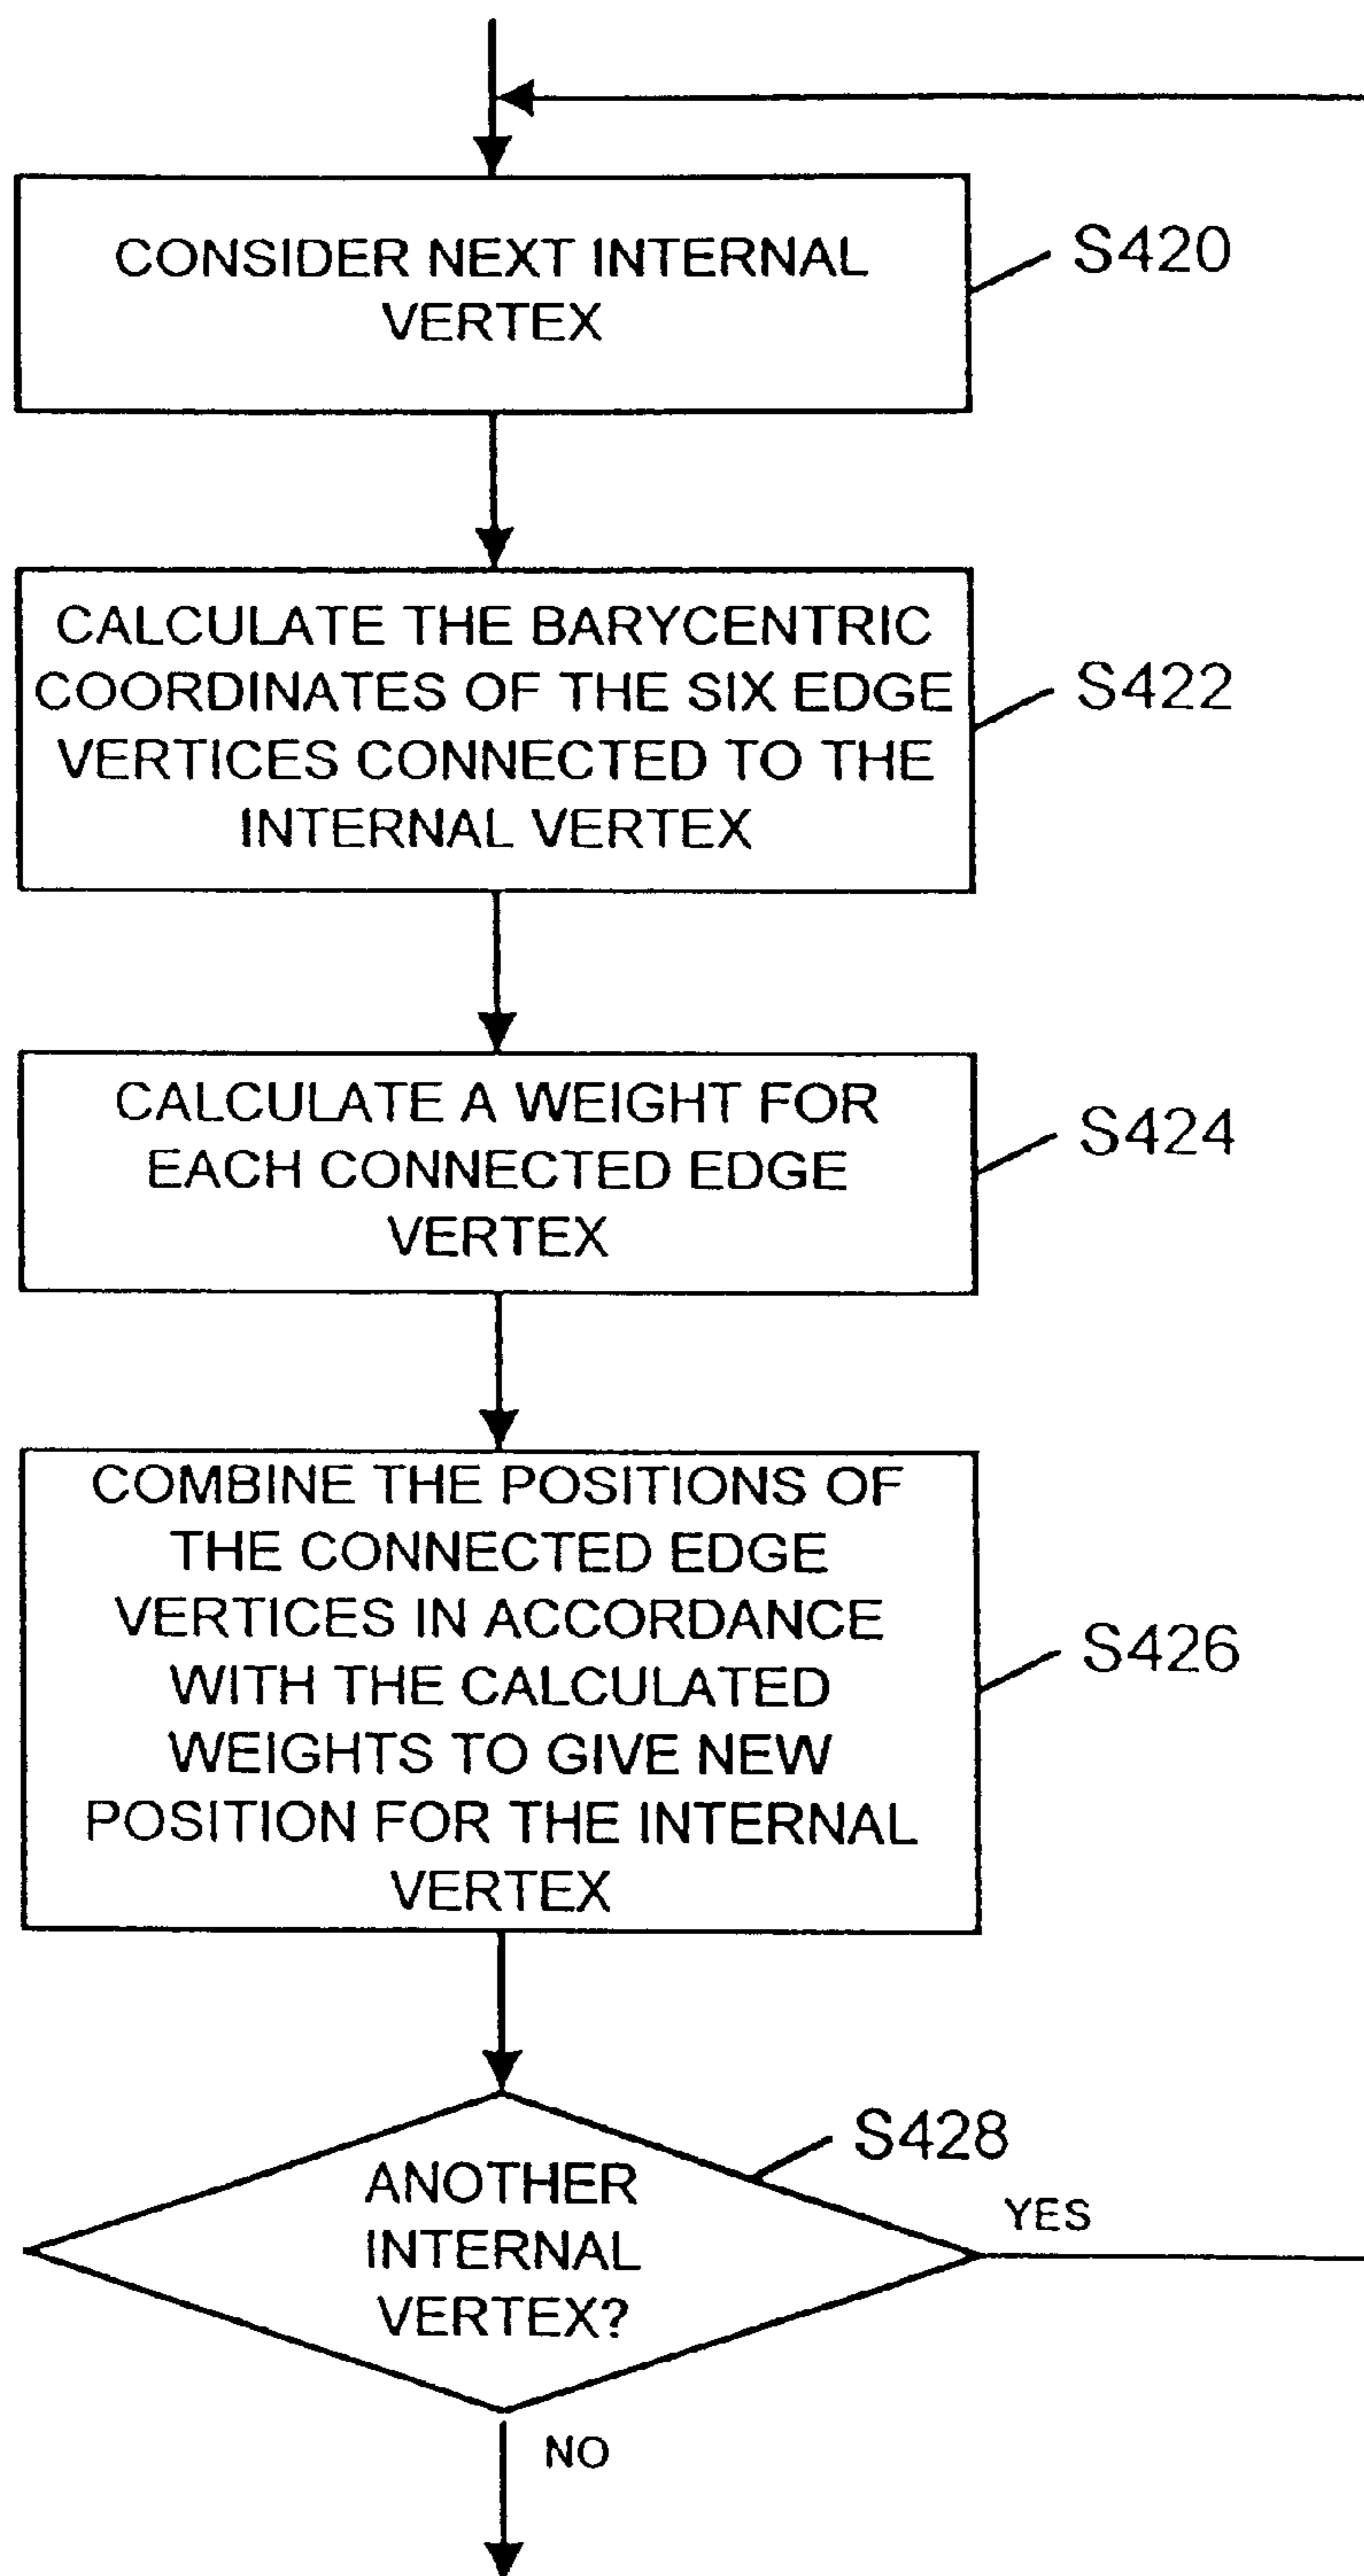 CONSIDER NEXT INTERNAL
VERTEX
S420
CALCULATE THE BARYCENTRIC
COORDINATES OF THE SIX EDGE
VERTICES CONNECTED TO THE
INTERNAL VERTEX
S422
CALCULATE A WEIGHT FOR
EACH CONNECTED EDGE
VERTEX
S424
COMBINE THE POSITIONS OF
THE CONNECTED EDGE
VERTICES IN ACCORDANCE
WITH THE CALCULATED
WEIGHTS TO GIVE NEW
POSITION FOR THE INTERNAL
VERTEX
S426
ANOTHER
INTERNAL
VERTEX?
S428
YES
NO